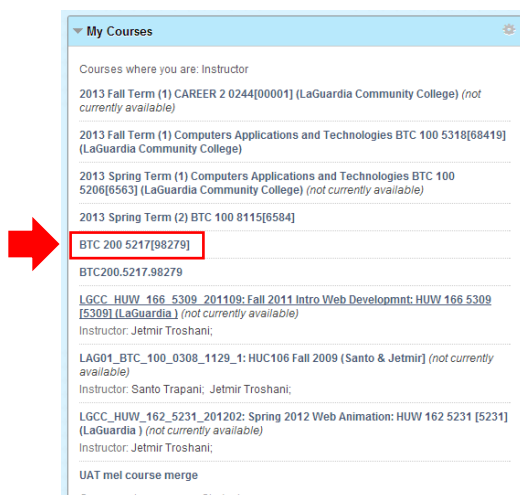 My Courses
Courses where you are: Instructor
2013 Fall Term (1) CAREER 2 0244[00001] (LaGuardia Community College) (not
currently available)
2013 Fall Term (1) Computers Applications and Technologies BTC 100 5318[68419]
(LaGuardia Community College)
2013 Spring Term (1) Computers Applications and Technologies BTC 100
5206[6563] (LaGuardia Community College) (not currently available)
2013 Spring Term (2) BTC 100 8115[6584]
BTC 200 5217[98279]
BTC200.5217.98279
LGCC_HUW_166_5309_201109: Fall 2011 Intro Web Developmnt: HUW 166 5309
[5309] (LaGuardia ) (not currently available)
Instructor: Jetmir Troshani;
LAG01_BTC_100_0308_1129_1: HUC106 Fall 2009 (Santo & Jetmir] (not currently
available)
Instructor: Santo Trapani; Jetmir Troshani;
LGCC_HUW_162_5231_201202: Spring 2012 Web Animation: HUW 162 5231 [5231]
(LaGuardia ) (not currently available)
Instructor: Jetmir Troshani;
UAT mel course merge